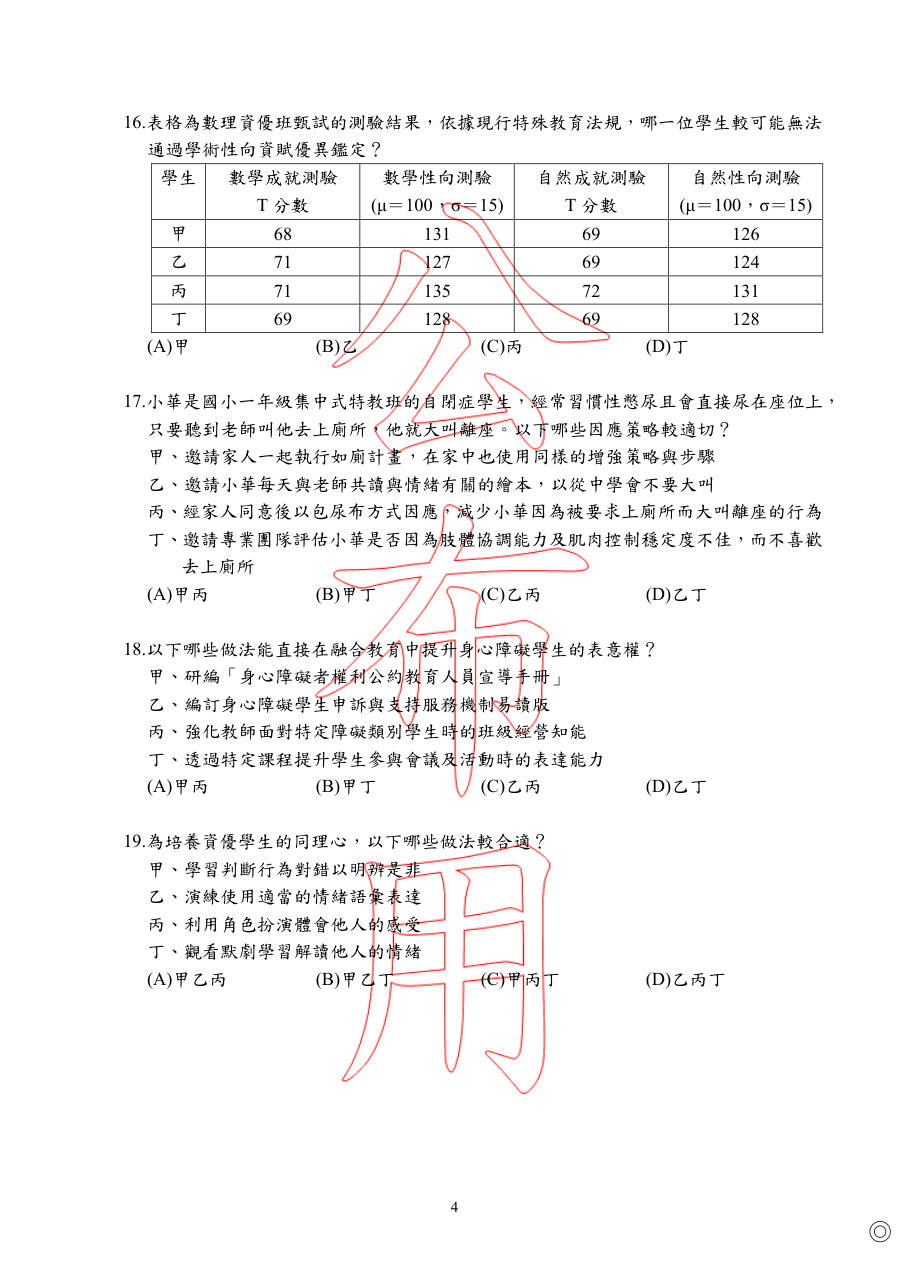 16.表格為數理資優班甄試的測驗結果，依據現行特殊教育法規，哪一位學生較可能無法
通過學術性向資賦優異鑑定？
學生 數學成就測驗 數學性向測驗 自然成就測驗 自然性向測驗
T 分數 (μ＝100，σ＝15) T 分數 (μ＝100，σ＝15)
甲 68 131 69 126
乙 71 127 69 124
丙 71 135 72 131
丁 69 128 69 128
(A)甲 (B)乙 (C)丙 (D)丁
17.小華是國小一年級集中式特教班的自閉症學生，經常習慣性憋尿且會直接尿在座位上，
只要聽到老師叫他去上廁所，他就大叫離座。以下哪些因應策略較適切？
甲、邀請家人一起執行如廁計畫，在家中也使用同樣的增強策略與步驟
乙、邀請小華每天與老師共讀與情緒有關的繪本，以從中學會不要大叫
丙、經家人同意後以包尿布方式因應，減少小華因為被要求上廁所而大叫離座的行為
丁、邀請專業團隊評估小華是否因為肢體協調能力及肌肉控制穩定度不佳，而不喜歡
去上廁所
(A)甲丙 (B)甲丁 (C)乙丙 (D)乙丁
18.以下哪些做法能直接在融合教育中提升身心障礙學生的表意權？
甲、研編「身心障礙者權利公約教育人員宣導手冊」
乙、編訂身心障礙學生申訴與支持服務機制易讀版
丙、強化教師面對特定障礙類別學生時的班級經營知能
丁、透過特定課程提升學生參與會議及活動時的表達能力
(A)甲丙 (B)甲丁 (C)乙丙 (D)乙丁
19.為培養資優學生的同理心，以下哪些做法較合適？
甲、學習判斷行為對錯以明辨是非
乙、演練使用適當的情緒語彙表達
丙、利用角色扮演體會他人的感受
丁、觀看默劇學習解讀他人的情緒
(A)甲乙丙 (B)甲乙丁 (C)甲丙丁 (D)乙丙丁
公布用
4
◎